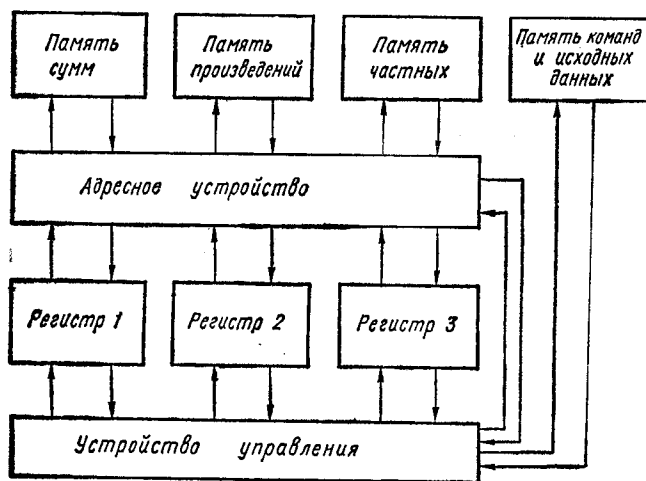 Память
сумм
Память
произведений
Память
частных
Память команд
и исходных
данных
Адресное устройство
Регистр 1
Регистр 2
Регистр 3
Устройство управления